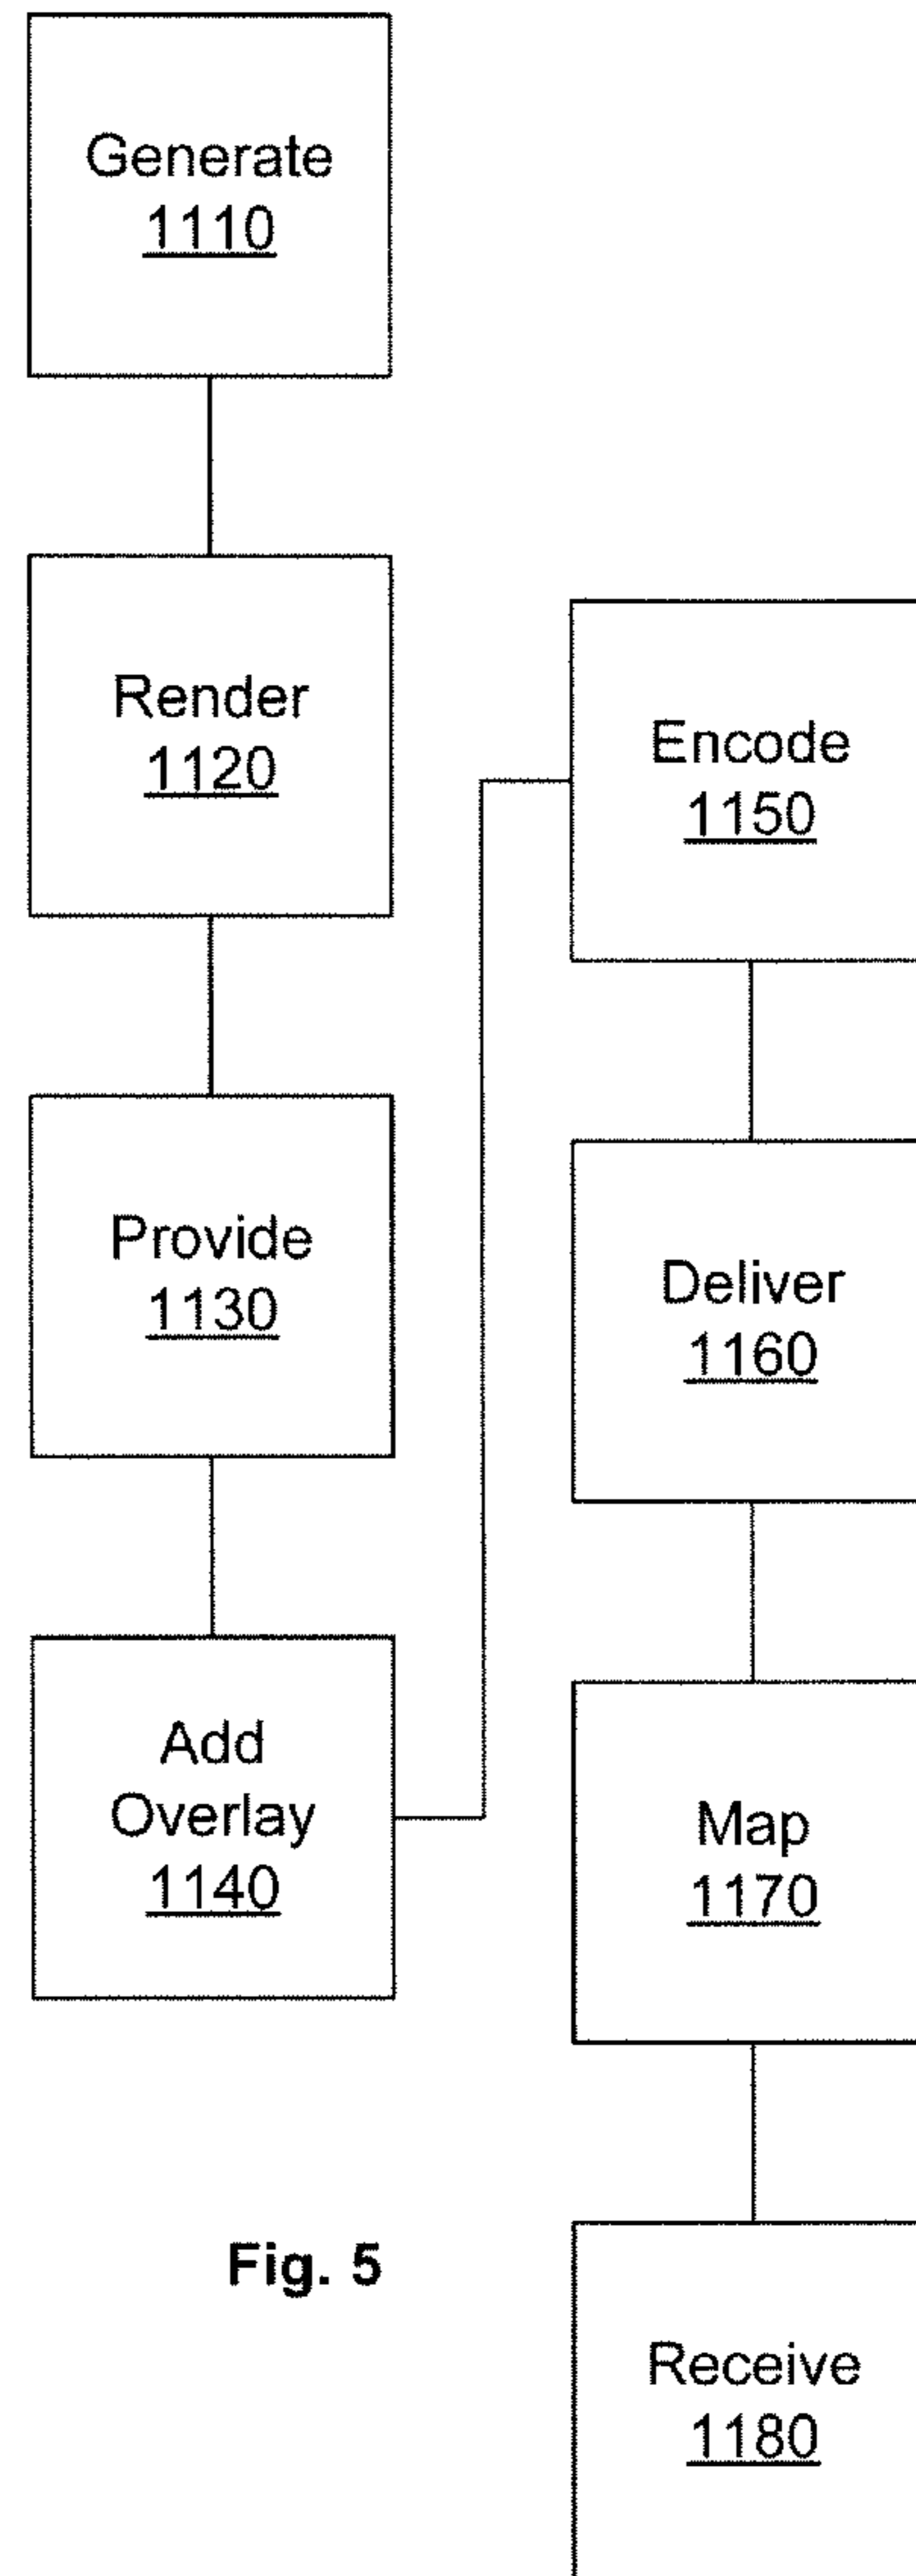 Generate
1110
Render
1120
Provide
1130
Add
Overlay
1140
Encode
1150
Deliver
1160
Map
1170
Receive
1180
Fig. 5